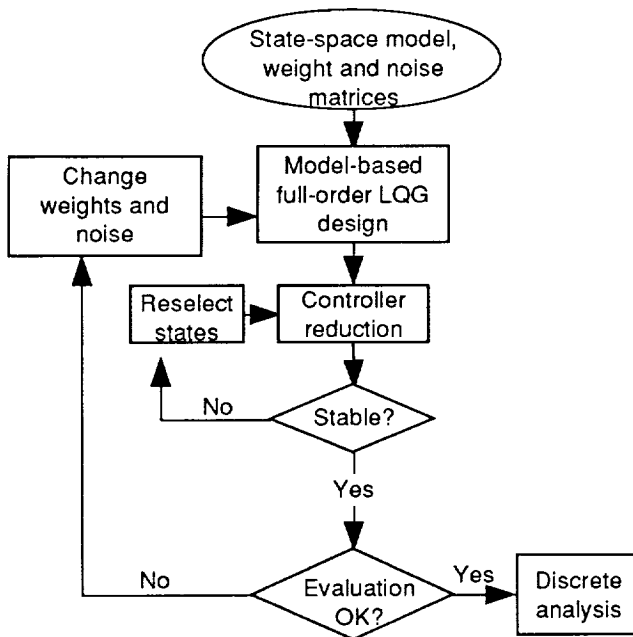 State-space model,
weight and noise
matrices
Model-based
full-order LQG
design
Change
weights and
noise
Reselect
states
Controller
reduction
No
Stable?
Yes
No
Evaluation
OK?
Yes
Discrete
analysis